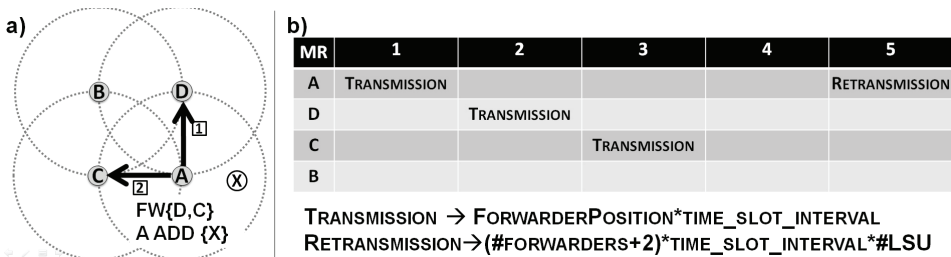 a)
B
D
1
C
2
A
X
FW{D,C}
A ADD {X}
b)
MR 1 2 3 4 5
A TRANSMISSION RETRANSMISSION
D TRANSMISSION
C TRANSMISSION
B
TRANSMISSION → FORWARDERPOSITION*TIME_SLOT_INTERVAL
RETRANSMISSION→(#FORWARDERS+2)*TIME_SLOT_INTERVAL*#LSU